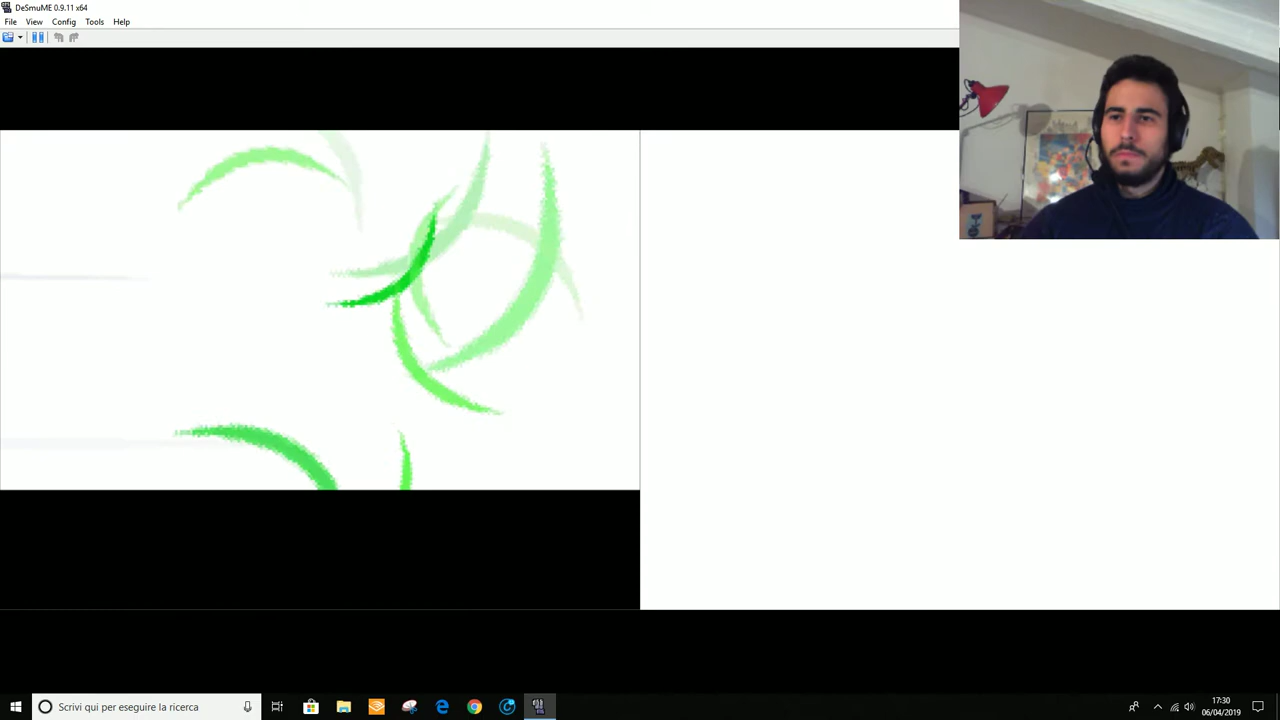 DeSmuME 0.9.11 x64
File View Config Tools Help
Scrivi qui per eseguire la ricerca
17:30
06/04/2019